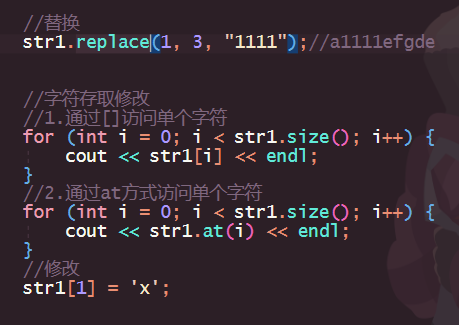 //替换
str1.replace(1, 3, "1111");//a1111efgde
//字符存取修改
//1.通过[]访问单个字符
for (int i = 0; i < str1.size(); i++) {
cout << str1[i] << endl;
}
//2.通过at方式访问单个字符
for (int i = 0; i < str1.size(); i++) {
cout << str1.at(i) << endl;
}
//修改
str1[1] = 'x';